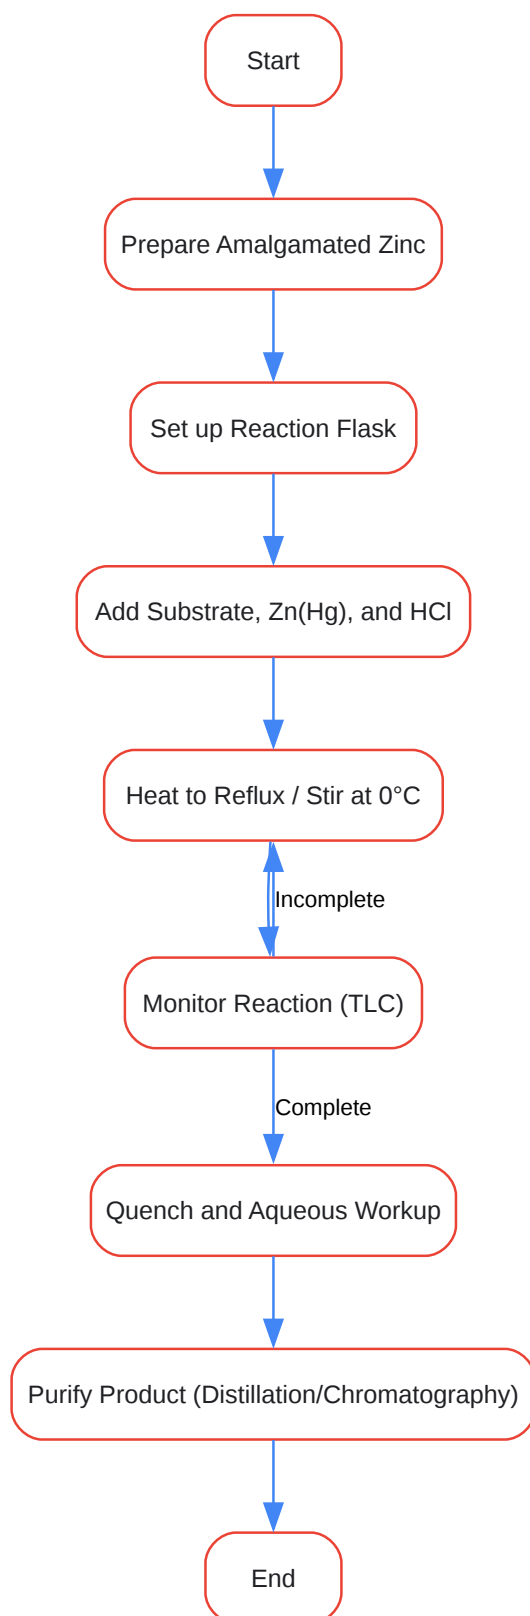 Start
Prepare Amalgamated Zinc
Set up Reaction Flask
Add Substrate, Zn(Hg), and HCl
Heat to Reflux / Stir at 0°C
Incomplete
Monitor Reaction (TLC)
Complete
Quench and Aqueous Workup
Purify Product (Distillation/Chromatography)
End